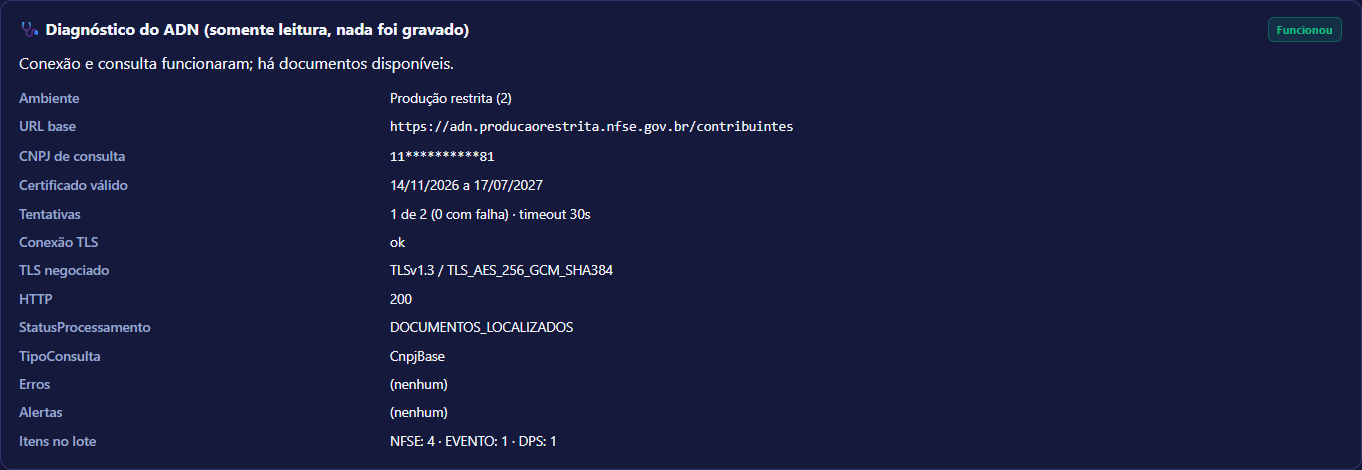 Diagnóstico do ADN (somente leitura, nada foi gravado) Funcionou
Conexão e consulta funcionaram; há documentos disponíveis.
Ambiente Produção restrita (2)
URL base https://adn.producaorestrita.nfse.gov.br/contribuintes
CNPJ de consulta 11**********81
Certificado válido 14/11/2026 a 17/07/2027
Tentativas 1 de 2 (0 com falha) · timeout 30s
Conexão TLS ok
TLS negociado TLSv1.3 / TLS_AES_256_GCM_SHA384
HTTP 200
StatusProcessamento DOCUMENTOS_LOCALIZADOS
TipoConsulta CnpjBase
Erros (nenhum)
Alertas (nenhum)
Itens no lote NFSE: 4 · EVENTO: 1 · DPS: 1